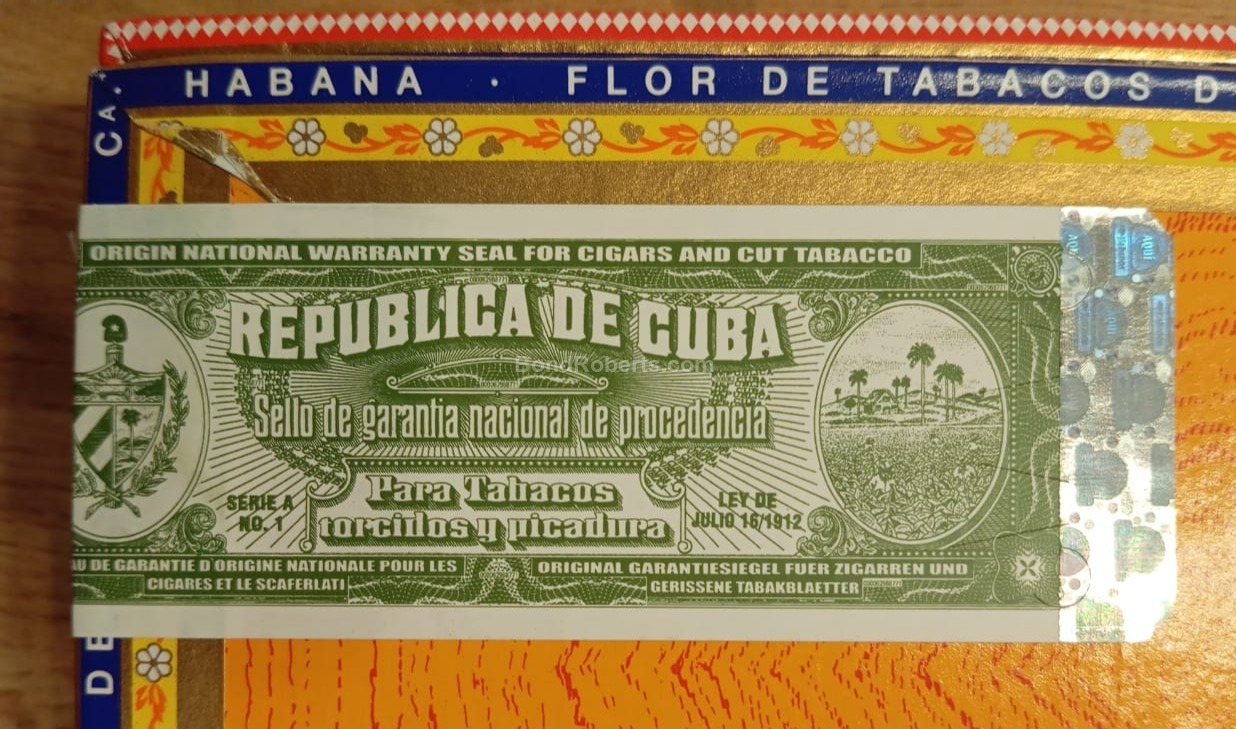 HABANA · FLOR DE TABACOS D
Cª.
ORIGIN NATIONAL WARRANTY SEAL FOR CIGARS AND CUT TABACCO
REPUBLICA DE CUBA
BondRoberts.com
Sello de garantia nacional de procedencia
Para Tabacos
torcidos y picadura
SERIE A
NO. 1
LEY DE
JULIO 16/1912
U DE GARANTIE D'ORIGINE NATIONALE POUR LES
CIGARES ET LE SCAFERLATI
ORIGINAL GARANTIESIEGEL FUER ZIGARREN UND
GERISSENE TABAKBLAETTER
DE